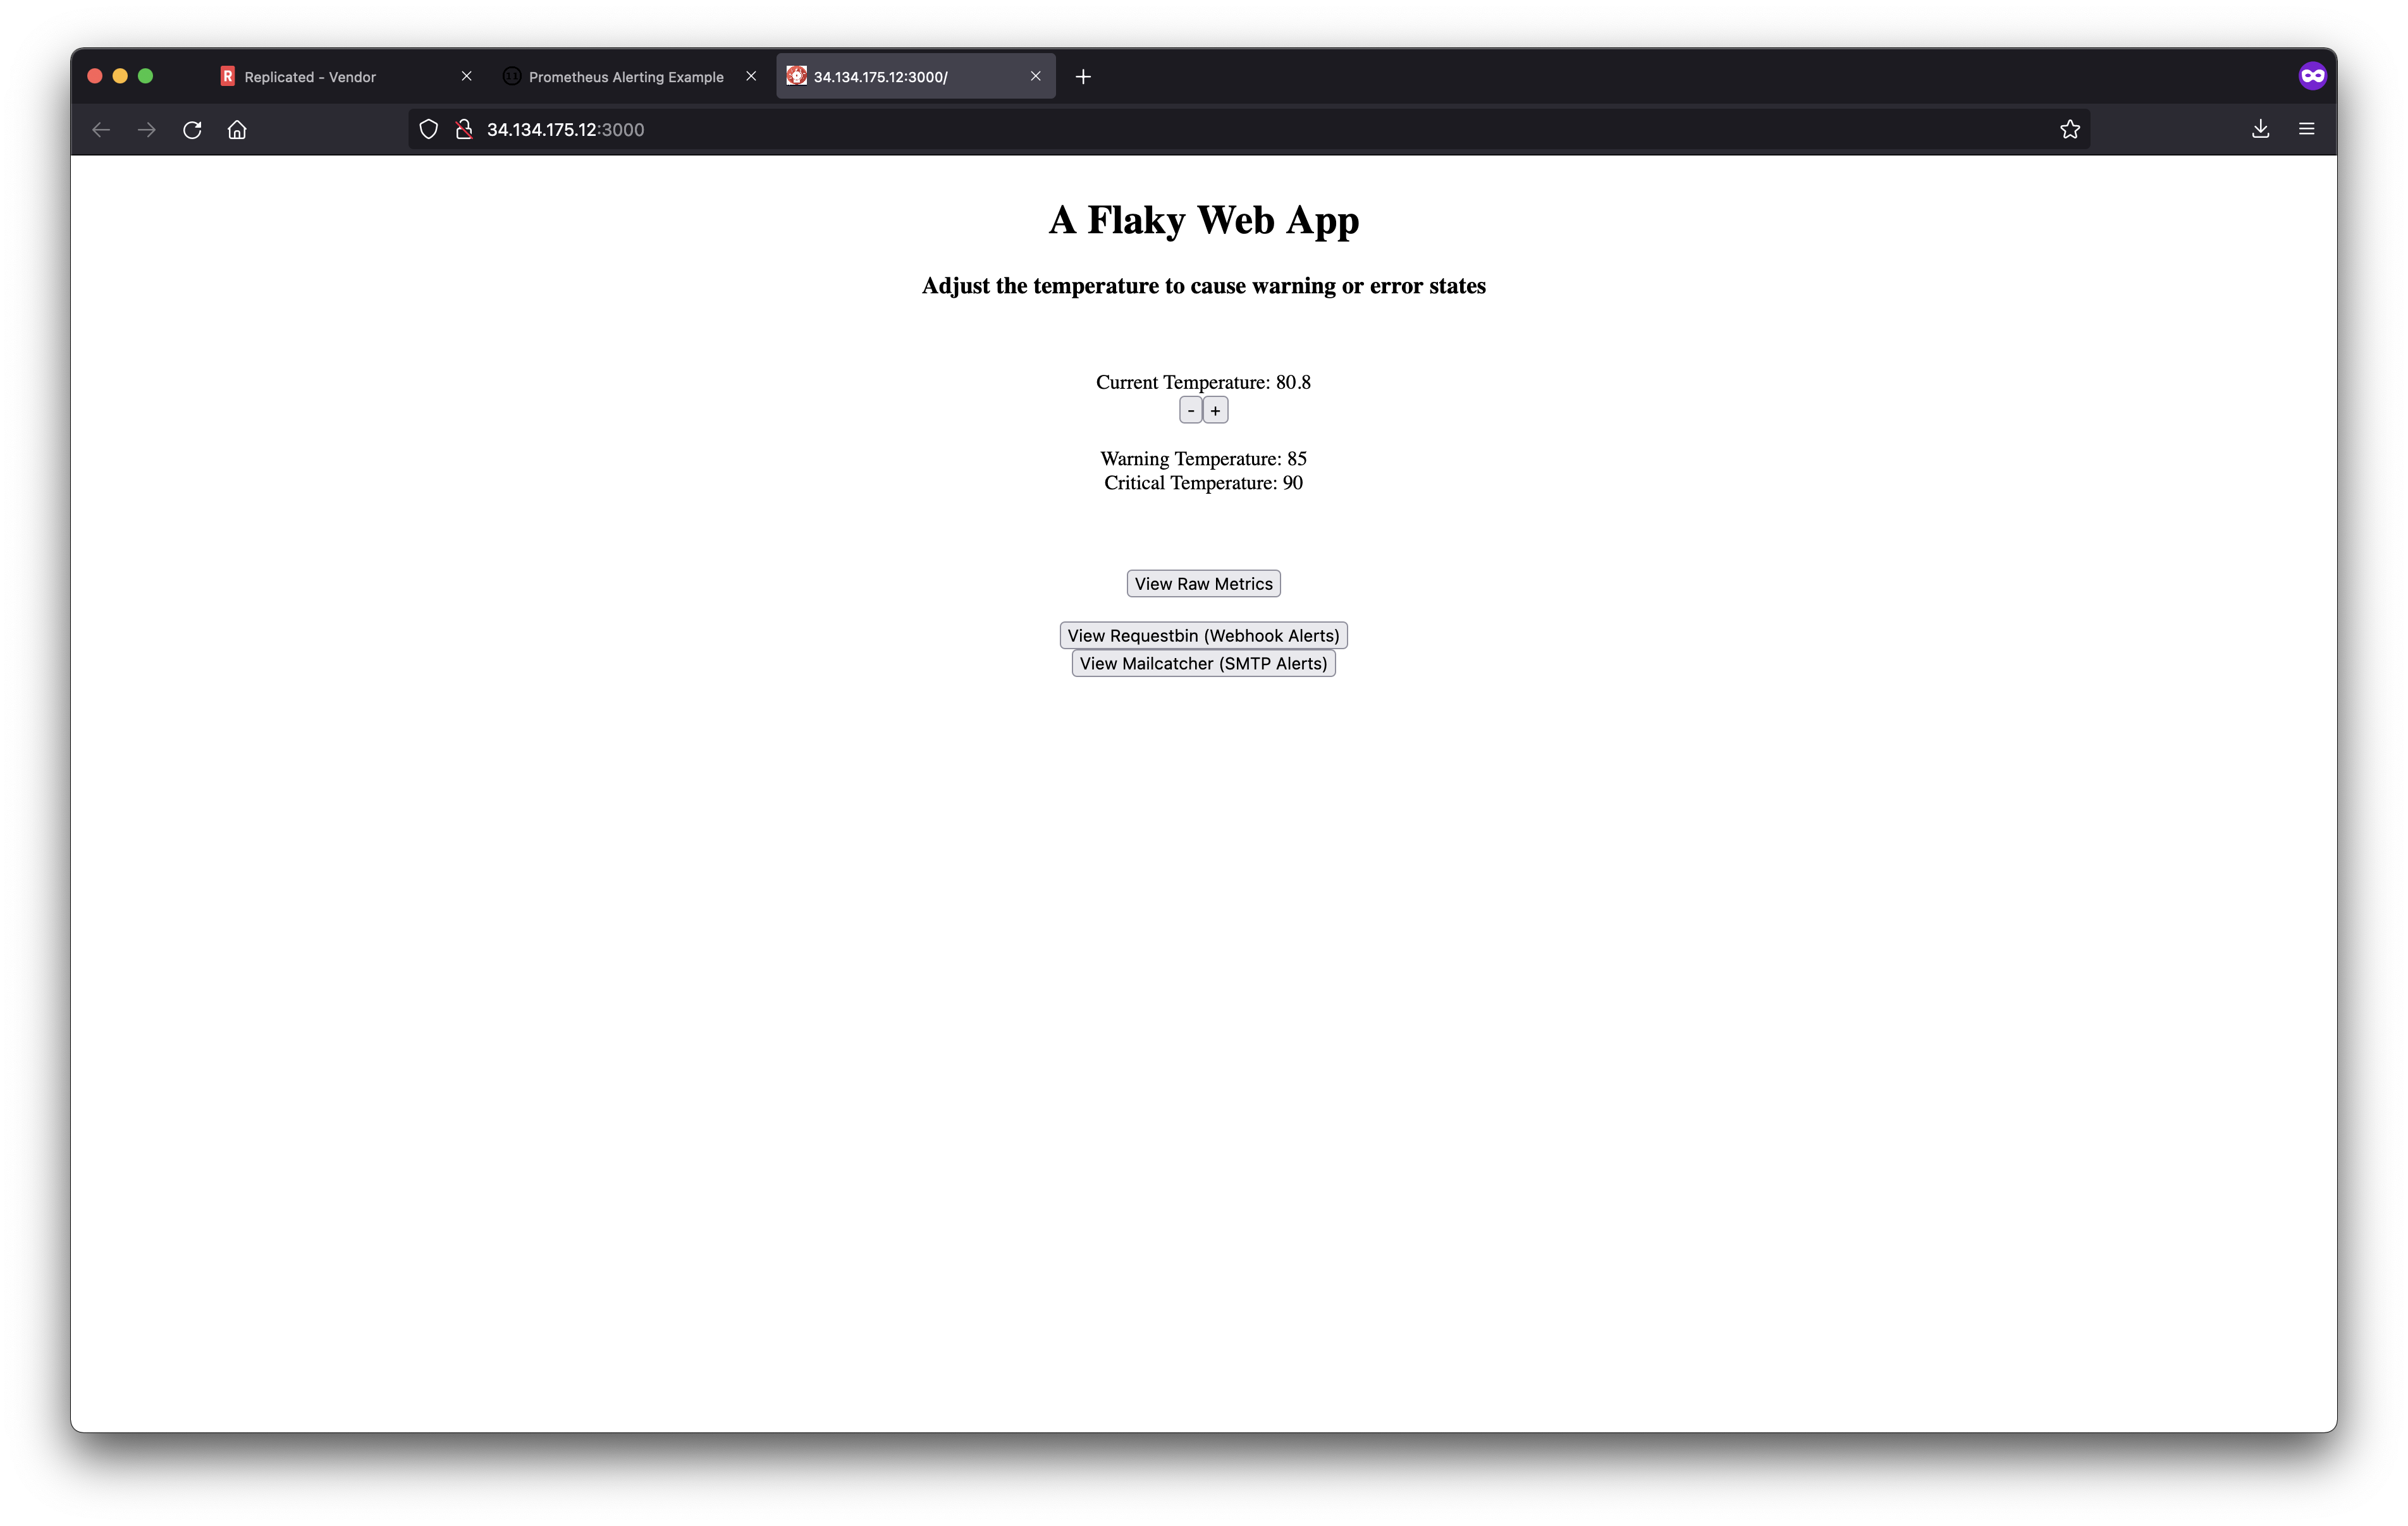 Replicated - Vendor
Prometheus Alerting Example
34.134.175.12:3000/
34.134.175.12:3000
A Flaky Web App
Adjust the temperature to cause warning or error states
Current Temperature: 80.8
- +
Warning Temperature: 85
Critical Temperature: 90
View Raw Metrics
View Requestbin (Webhook Alerts)
View Mailcatcher (SMTP Alerts)